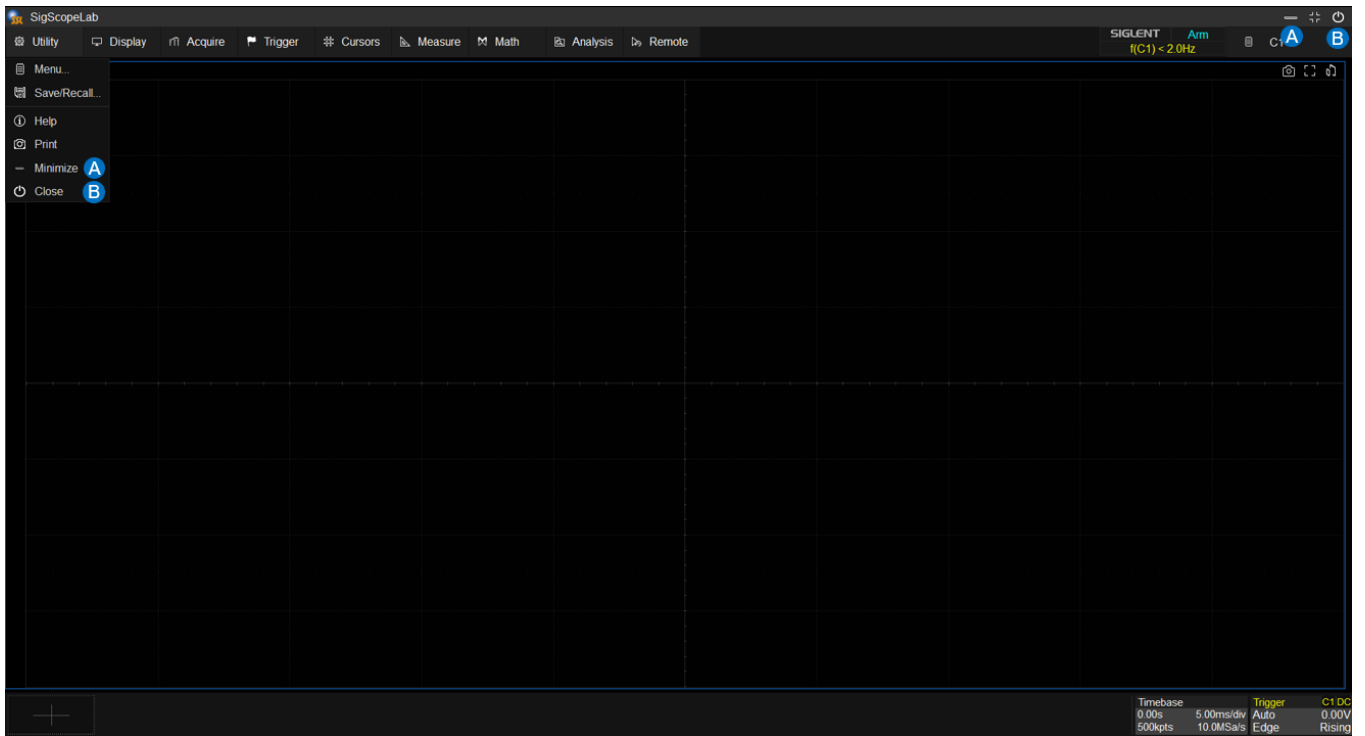 SigScopeLab
Utility Display Acquire Trigger Cursors Measure Math Analysis Remote
SIGLENT Arm
f(C1) < 2.0Hz
A B
Menu...
Save/Recall...
Help
Print
Minimize A
Close B
Timebase
0.00s 5.00ms/div
500kpts 10.0MSa/s
Trigger C1 DC
Auto 0.00V
Edge Rising